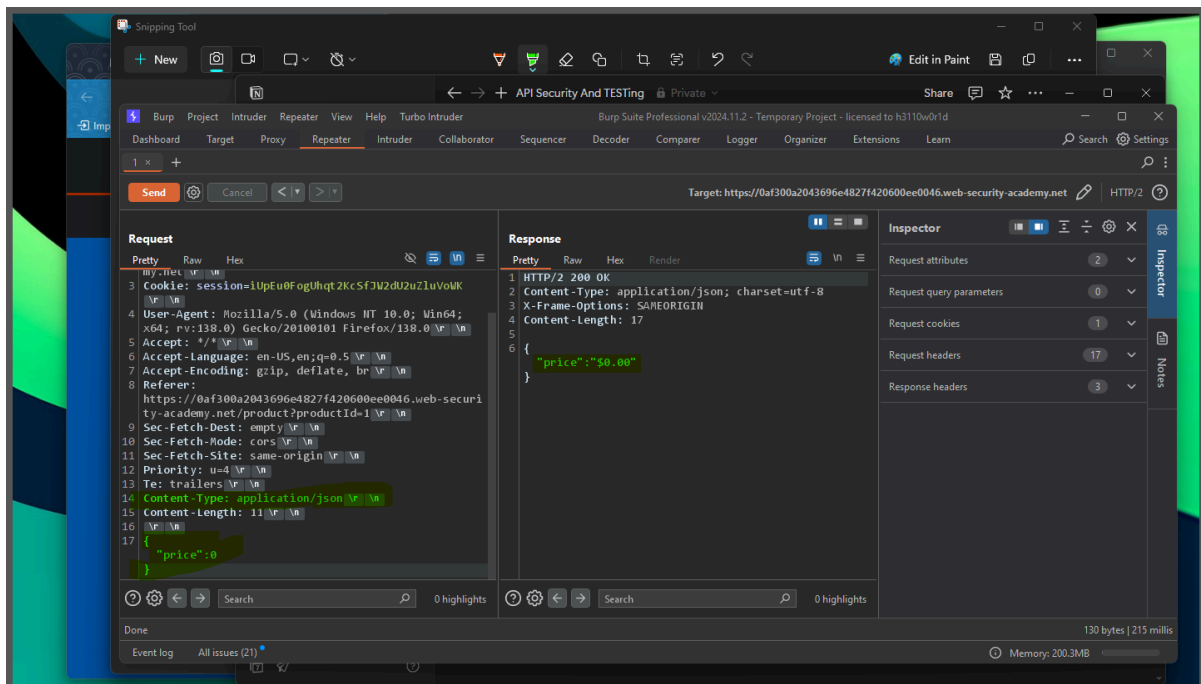 Snipping Tool
New
Edit in Paint
API Security And TESTing Private
Share
Burp Project Intruder Repeater View Help Turbo Intruder
Burp Suite Professional v2024.11.2 - Temporary Project - licensed to h3110w0r1d
Dashboard Target Proxy Repeater Intruder Collaborator Sequencer Decoder Comparer Logger Organizer Extensions Learn
Search Settings
1 × +
Send Cancel
Target: https://0af300a2043696e4827f420600ee0046.web-security-academy.net
HTTP/2
Request
Pretty Raw Hex
my.net \r \n
3 Cookie: session=iUpEu0FogUhqt2KcSfJW2dU2uZluVoWK
\r \n
4 User-Agent: Mozilla/5.0 (Windows NT 10.0; Win64;
x64; rv:138.0) Gecko/20100101 Firefox/138.0 \r \n
5 Accept: */* \r \n
6 Accept-Language: en-US,en;q=0.5 \r \n
7 Accept-Encoding: gzip, deflate, br \r \n
8 Referer:
https://0af300a2043696e4827f420600ee0046.web-securi
ty-academy.net/product?productId=1 \r \n
9 Sec-Fetch-Dest: empty \r \n
10 Sec-Fetch-Mode: cors \r \n
11 Sec-Fetch-Site: same-origin \r \n
12 Priority: u=4 \r \n
13 Te: trailers \r \n
14 Content-Type: application/json \r \n
15 Content-Length: 11 \r \n
16 \r \n
17 {
"price":0
}
Search
0 highlights
Response
Pretty Raw Hex Render
1 HTTP/2 200 OK
2 Content-Type: application/json; charset=utf-8
3 X-Frame-Options: SAMEORIGIN
4 Content-Length: 17
5
6 {
"price":"$0.00"
}
Search
0 highlights
Inspector
Request attributes 2
Request query parameters 0
Request cookies 1
Request headers 17
Response headers 3
Inspector
Notes
Done
130 bytes | 215 millis
Event log All issues (21)
Memory: 200.3MB